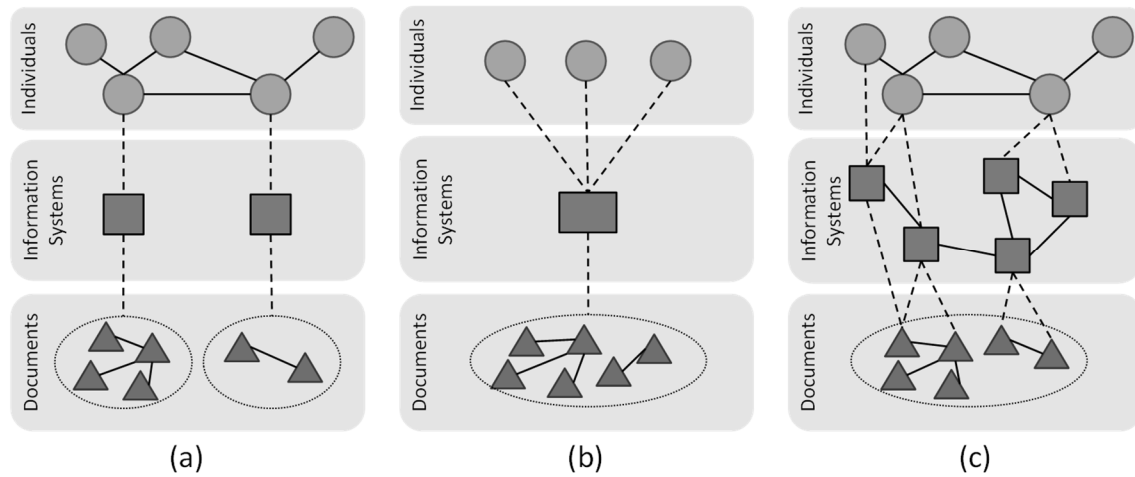 Individuals
Information
Systems
Documents
(a)
Individuals
Information
Systems
Documents
(b)
Individuals
Information
Systems
Documents
(c)